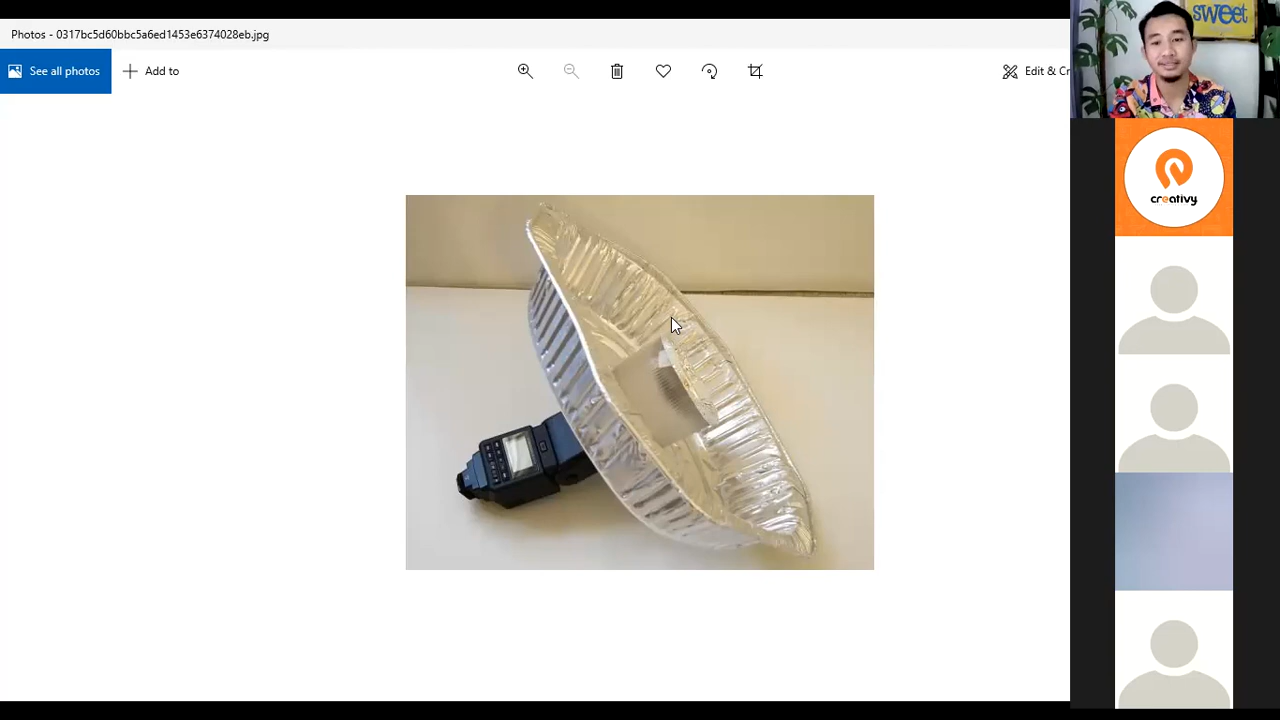 Photos - 0317bc5d60bbc5a6ed1453e6374028eb.jpg
See all photos
Add to
Edit & Cr
sweet
creativy